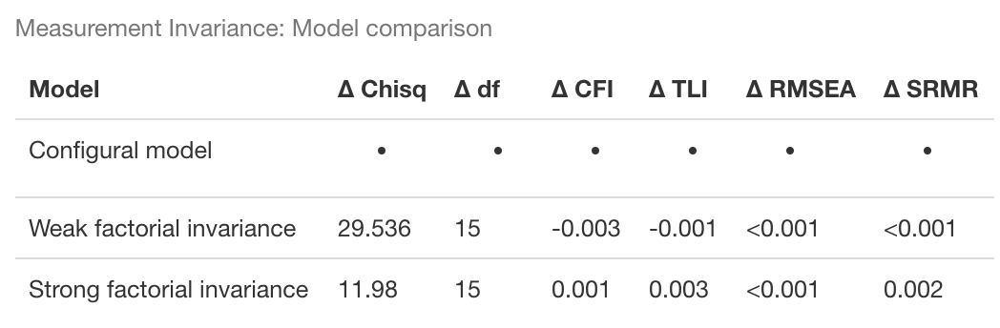 Measurement Invariance: Model comparison
Model Δ Chisq Δ df Δ CFI Δ TLI Δ RMSEA Δ SRMR
Configural model • • • • • •
Weak factorial invariance 29.536 15 -0.003 -0.001 <0.001 <0.001
Strong factorial invariance 11.98 15 0.001 0.003 <0.001 0.002